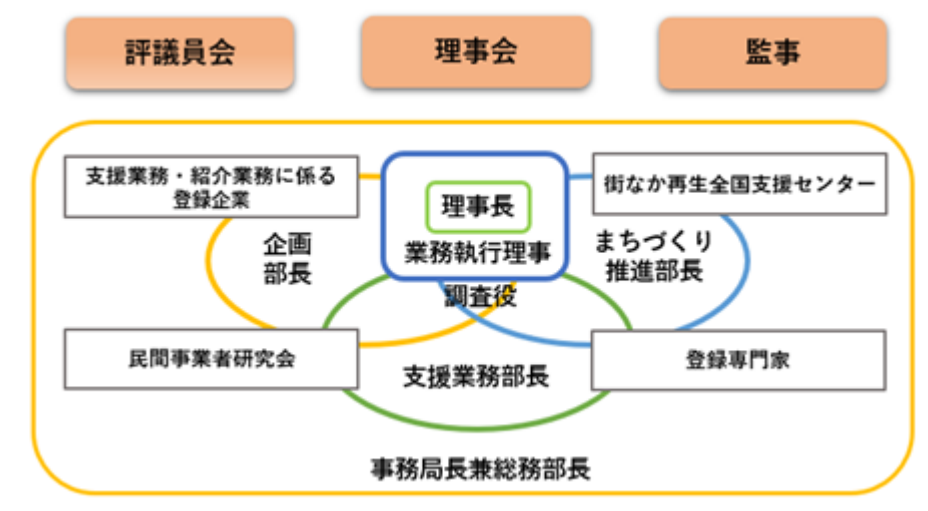 評議員会
理事会
監事
支援業務・紹介業務に係る
登録企業
理事長
業務執行理事
調査役
街なか再生全国支援センター
企画
部長
まちづくり
推進部長
民間事業者研究会
支援業務部長
登録専門家
事務局長兼総務部長